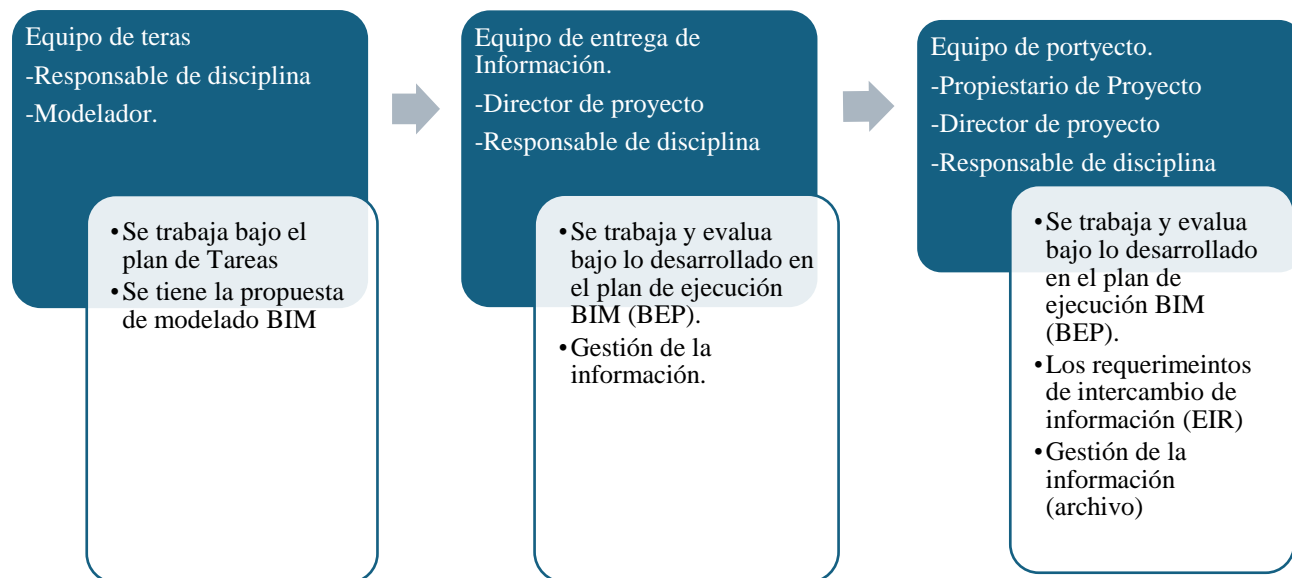 Equipo de teras
-Responsable de disciplina
-Modelador.
•Se trabaja bajo el
plan de Tareas
•Se tiene la propuesta
de modelado BIM
Equipo de entrega de
Información.
-Director de proyecto
-Responsable de disciplina
•Se trabaja y evalua
bajo lo desarrollado en
el plan de ejecución
BIM (BEP).
•Gestión de la
información.
Equipo de portyecto.
-Propiestario de Proyecto
-Director de proyecto
-Responsable de disciplina
•Se trabaja y evalua
bajo lo desarrollado
en el plan de
ejecución BIM
(BEP).
•Los requerimeintos
de intercambio de
información (EIR)
•Gestión de la
información
(archivo)